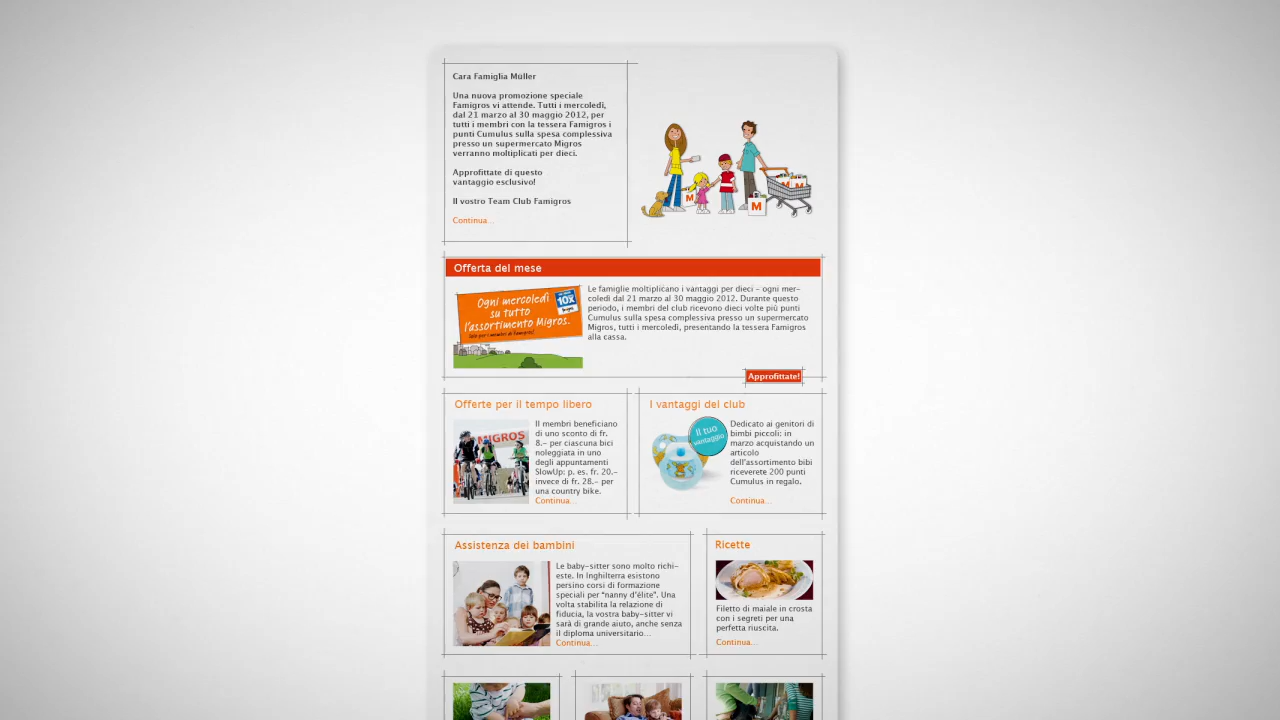 Cara Famiglia Müller
Una nuova promozione speciale
Famigros vi attende. Tutti i mercoledì,
dal 21 marzo al 30 maggio 2012, per
tutti i membri con la tessera Famigros i
punti Cumulus sulla spesa complessiva
presso un supermercato Migros
verranno moltiplicati per dieci.
Approfittate di questo
vantaggio esclusivo!
Il vostro Team Club Famigros
Continua...
M
M
M M
Offerta del mese
Ogni mercoledì
su tutto
l'assortimento Migros.
Solo per i membri di Famigros!
10X
Le famiglie moltiplicano i vantaggi per dieci – ogni mer-
coledì dal 21 marzo al 30 maggio 2012. Durante questo
periodo, i membri del club ricevono dieci volte più punti
Cumulus sulla spesa complessiva presso un supermercato
Migros, tutti i mercoledì, presentando la tessera Famigros
alla cassa.
Approfittate!
Offerte per il tempo libero
MIGROS
Il membri beneficiano
di uno sconto di fr.
8.– per ciascuna bici
noleggiata in uno
degli appuntamenti
SlowUp: p. es. fr. 20.–
invece di fr. 28.– per
una country bike.
Continua...
I vantaggi del club
Il tuo
vantaggio
Dedicato ai genitori di
bimbi piccoli: in
marzo acquistando un
articolo
dell'assortimento bibi
riceverete 200 punti
Cumulus in regalo.
Continua...
Assistenza dei bambini
Le baby-sitter sono molto richi-
este. In Inghilterra esistono
persino corsi di formazione
speciali per “nanny d'élite”. Una
volta stabilita la relazione di
fiducia, la vostra baby-sitter vi
sarà di grande aiuto, anche senza
il diploma universitario...
Continua...
Ricette
Filetto di maiale in crosta
con i segreti per una
perfetta riuscita.
Continua...